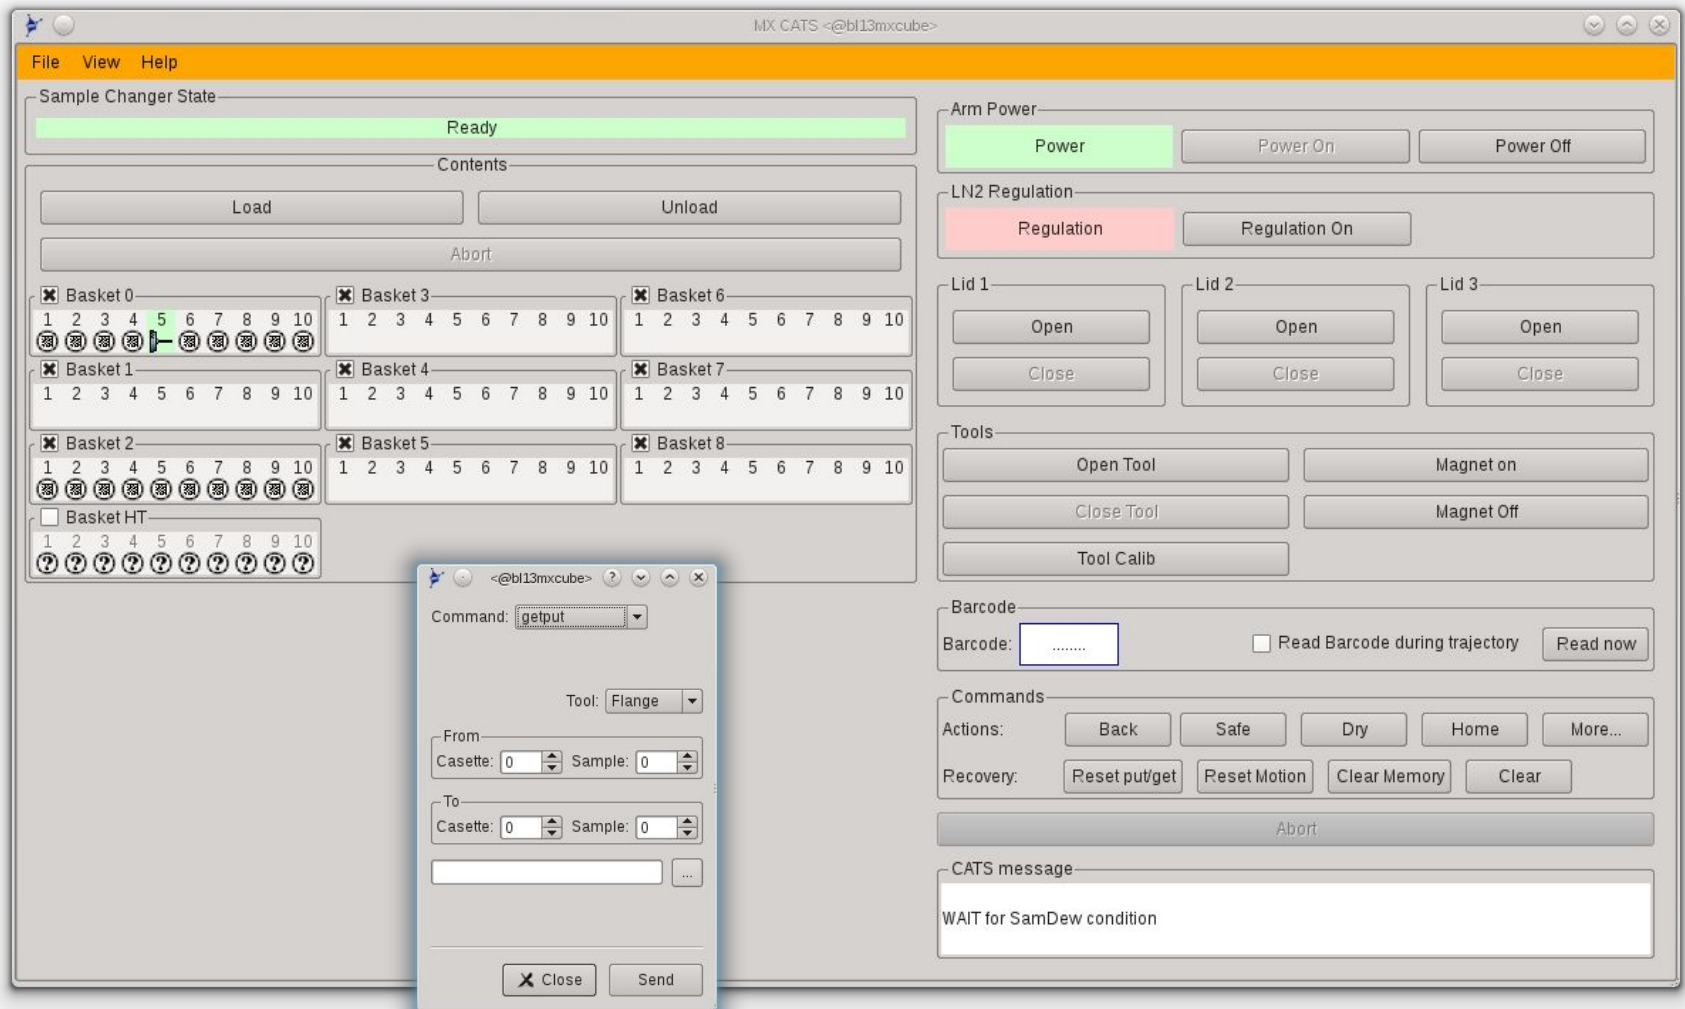 MX CATS <@bl13mxcube>
File View Help
Sample Changer State
Ready
Contents
Load Unload
Abort
Basket 0 Basket 3 Basket 6
1 2 3 4 5 6 7 8 9 10 1 2 3 4 5 6 7 8 9 10 1 2 3 4 5 6 7 8 9 10
Basket 1 Basket 4 Basket 7
1 2 3 4 5 6 7 8 9 10 1 2 3 4 5 6 7 8 9 10 1 2 3 4 5 6 7 8 9 10
Basket 2 Basket 5 Basket 8
1 2 3 4 5 6 7 8 9 10 1 2 3 4 5 6 7 8 9 10 1 2 3 4 5 6 7 8 9 10
Basket HT
1 2 3 4 5 6 7 8 9 10
? ? ? ? ? ? ? ? ? ?
<@bl13mxcube> ?
Command: getput
Tool: Flange
From
Casette: 0 Sample: 0
To
Casette: 0 Sample: 0
...
Close Send
Arm Power
Power Power On Power Off
LN2 Regulation
Regulation Regulation On
Lid 1 Lid 2 Lid 3
Open Open Open
Close Close Close
Tools
Open Tool Magnet on
Close Tool Magnet Off
Tool Calib
Barcode
Barcode: ........ Read Barcode during trajectory Read now
Commands
Actions: Back Safe Dry Home More...
Recovery: Reset put/get Reset Motion Clear Memory Clear
Abort
CATS message
WAIT for SamDew condition